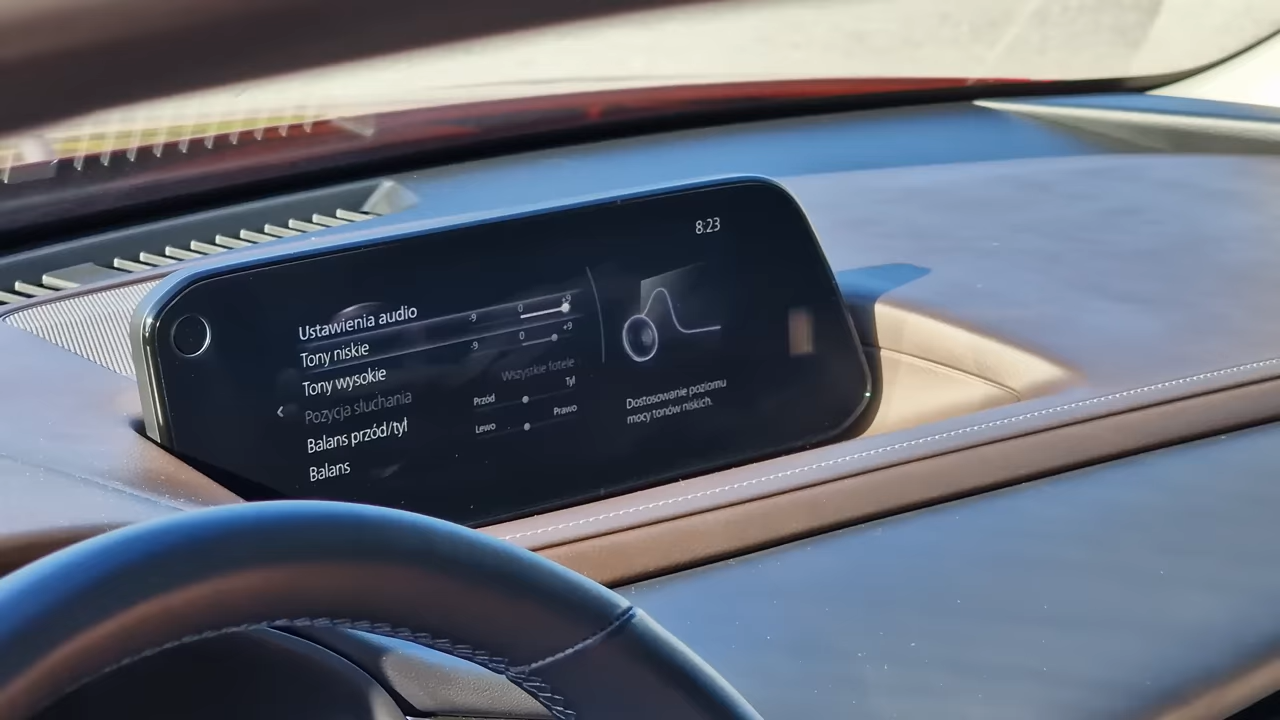 8:23
Ustawienia audio
Tony niskie -9 0 +9
Tony wysokie -9 0 +9
Pozycja słuchania Wszystkie fotele
Balans przód/tył Przód Tył
Balans Lewo Prawo
Dostosowanie poziomu
mocy tonów niskich.